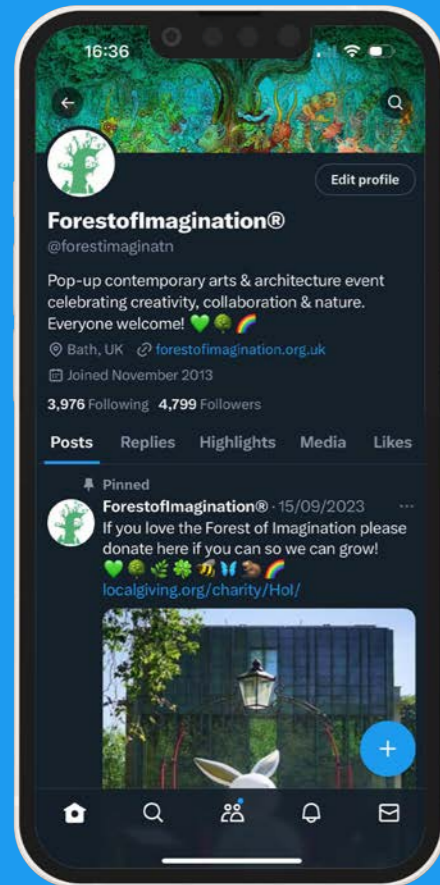 16:36
Edit profile
ForestofImagination®
@forestimaginatn
Pop-up contemporary arts & architecture event
celebrating creativity, collaboration & nature.
Everyone welcome! 💚🌳🌈
Bath, UK forestofimagination.org.uk
Joined November 2013
3,976 Following 4,799 Followers
Posts Replies Highlights Media Likes
Pinned
ForestofImagination® · 15/09/2023 ...
If you love the Forest of Imagination please
donate here if you can so we can grow!
💚🌳🌿🍀🐝🦋🦫🌈
localgiving.org/charity/HoI/